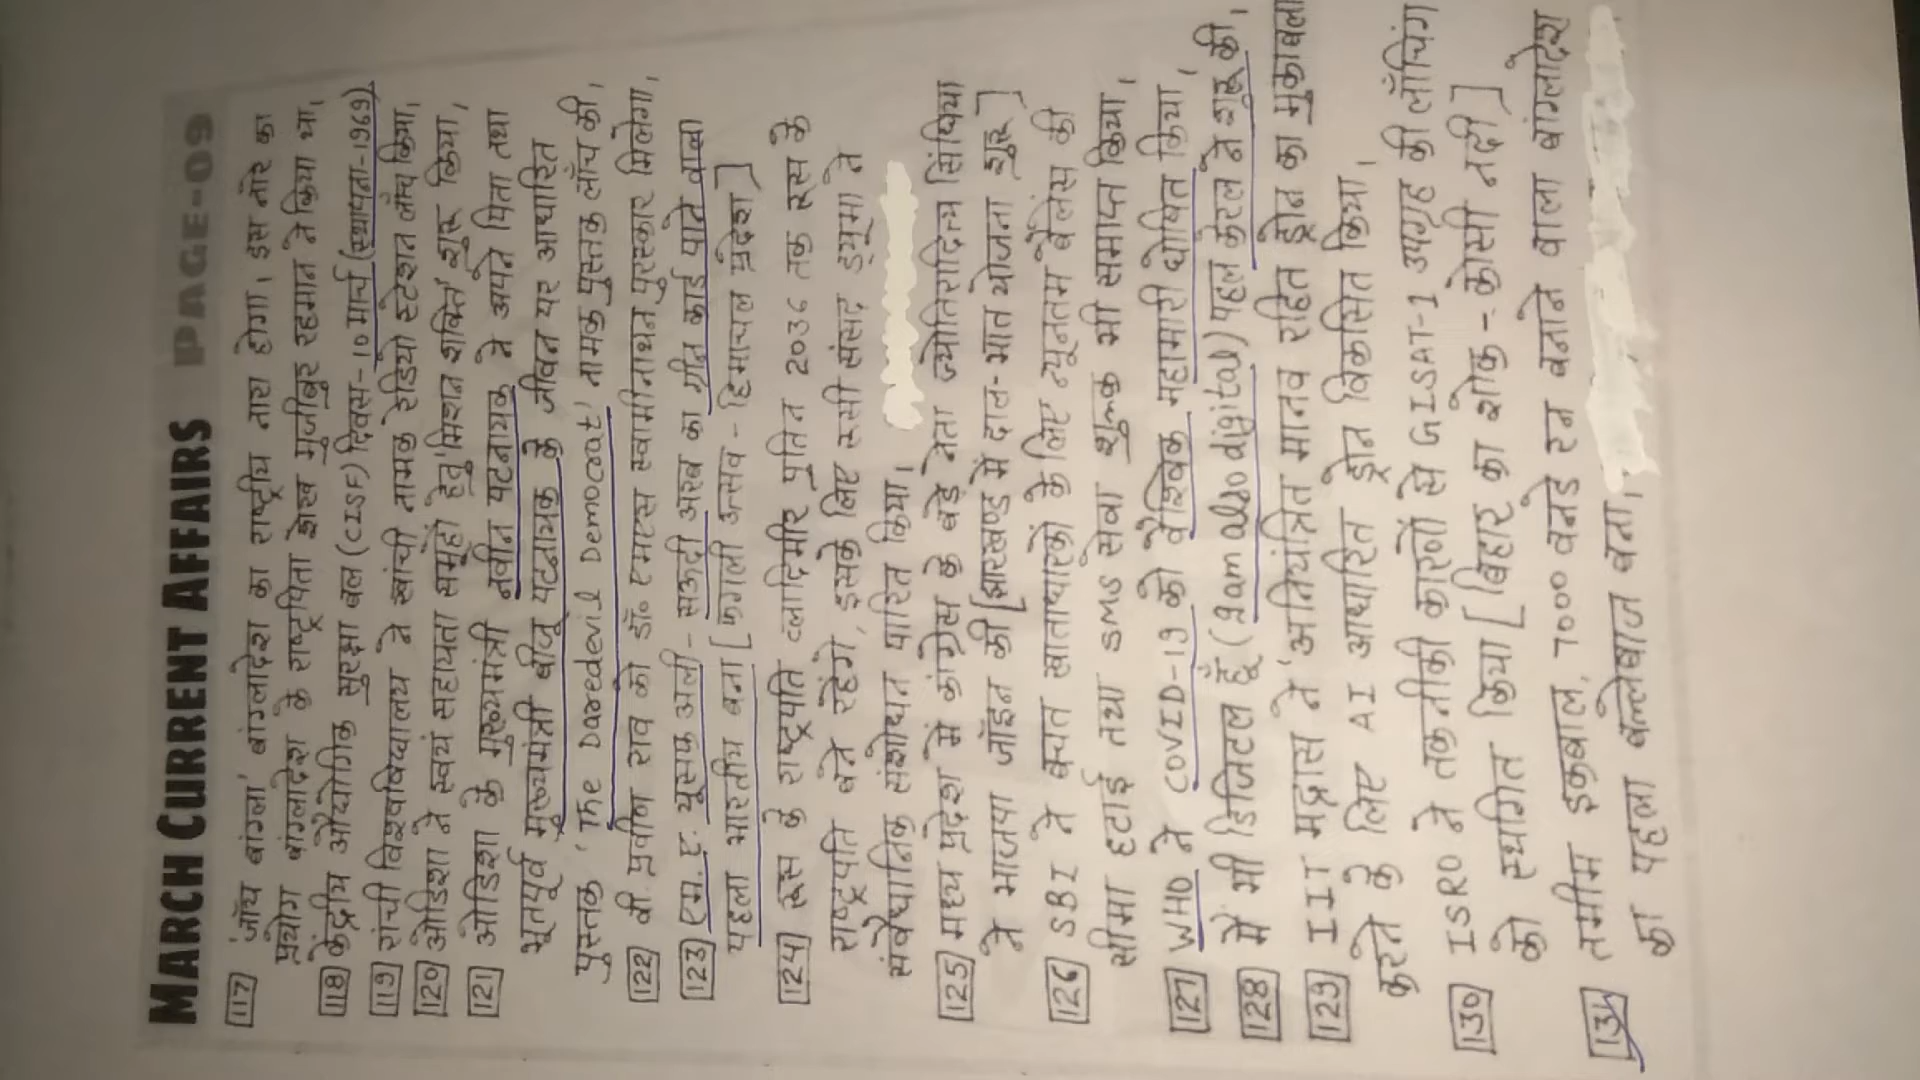 MARCH CURRENT AFFAIRS PAGE-09
117 'जॉय बांग्ला' बांग्लादेश का राष्ट्रीय नारा होगा। इस नारे का
प्रयोग बांग्लादेश के राष्ट्रपिता शेख मुजीबुर रहमान ने किया था।
118 केंद्रीय औद्योगिक सुरक्षा बल (CISF) दिवस - 10 मार्च (स्थापना-1969)
119 रांची विश्वविद्यालय ने खांची नामक रेडियो स्टेशन लाँच किया।
120 ओडिशा ने स्वयं सहायता समूहों हेतु 'मिशन शक्ति' शुरू किया।
121 ओडिशा के मुख्यमंत्री नवीन पटनायक ने अपने पिता तथा
भूतपूर्व मुख्यमंत्री बीजू पटनायक के जीवन पर आधारित
पुस्तक 'The Daredevil Democrat' नामक पुस्तक लाँच की।
122 वी. प्रवीण राव को डॉ॰ एमएस स्वामीनाथन पुरस्कार मिलेगा।
123 एम. ए. यूसुफ अली - सऊदी अरब का ग्रीन कार्ड पाने वाला
पहला भारतीय बना [फागली उत्सव - हिमाचल प्रदेश]
124 रूस के राष्ट्रपति व्लादिमीर पुतिन 2036 तक रूस के
राष्ट्रपति बने रहेंगे, इसके लिए रूसी संसद ड्यूमा ने
संवैधानिक संशोधन पारित किया।
125 मध्य प्रदेश में कांग्रेस के बड़े नेता ज्योतिरादित्य सिंधिया
ने भाजपा जॉइन की [झारखण्ड में दाल-भात योजना शुरू]
126 SBI ने बचत खाताधारकों के लिए न्यूनतम बैलेंस की
सीमा हटाई तथा SMS सेवा शुल्क भी समाप्त किया।
127 WHO ने COVID-19 को वैश्विक महामारी घोषित किया।
128 में भी डिजिटल हूँ (I am also digital) पहल केरल ने शुरू की।
129 IIT मद्रास ने 'अनियंत्रित मानव रहित ड्रोन का मुकाबला
करने के लिए AI आधारित ड्रोन विकसित किया।
130 ISRO ने तकनीकी कारणों से GISAT-1 उपग्रह की लाँचिंग
को स्थगित किया [बिहार का शोक - कोसी नदी]
131 तमीम इकबाल, 7000 वनडे रन बनाने वाला बांग्लादेश
का पहला बल्लेबाज बना।